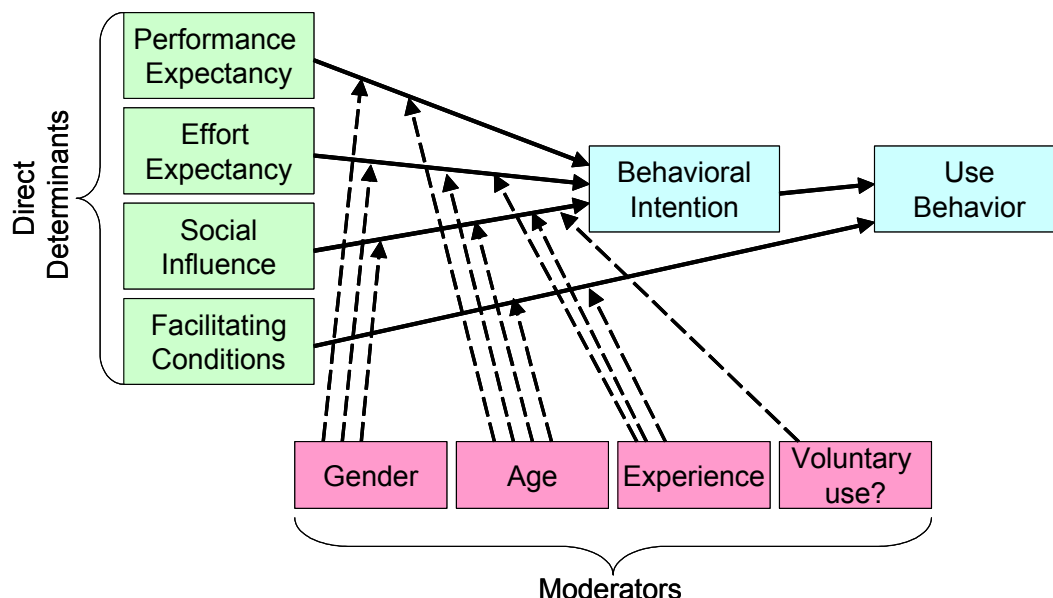 Direct
Determinants
Performance
Expectancy
Effort
Expectancy
Social
Influence
Facilitating
Conditions
Behavioral
Intention
Use
Behavior
Gender
Age
Experience
Voluntary
use?
Moderators